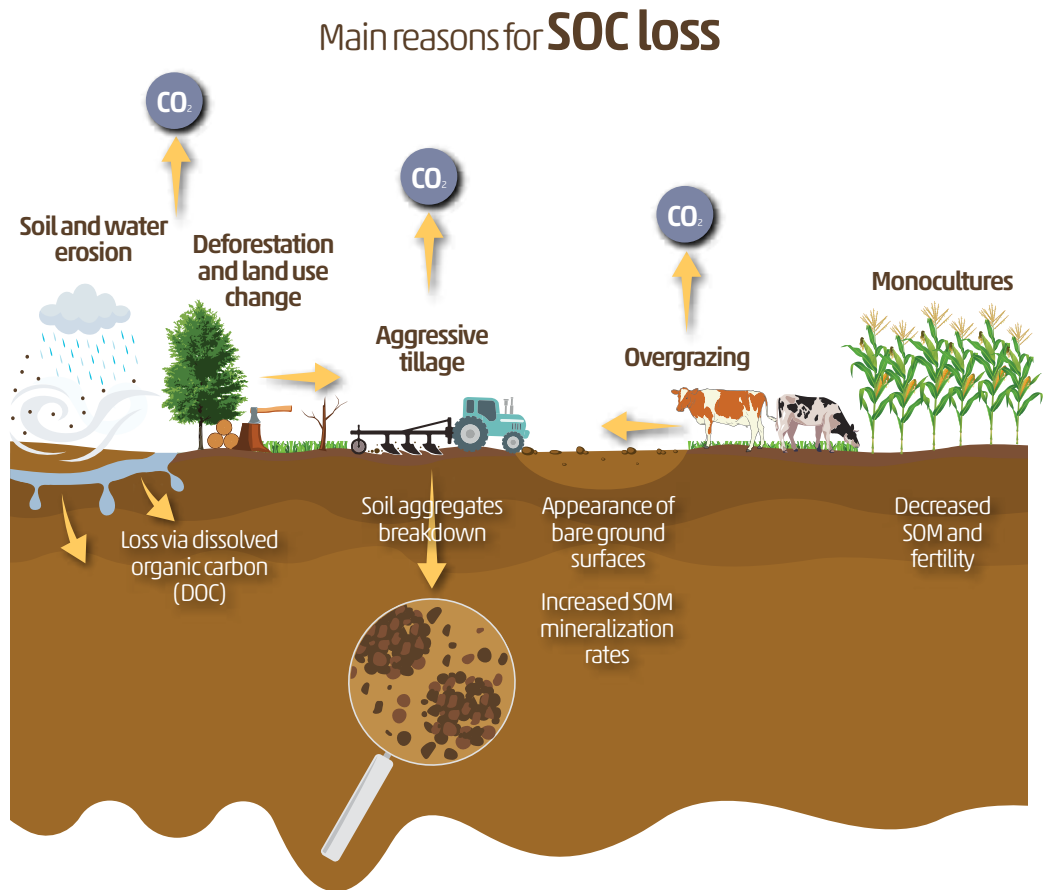 Main reasons for SOC loss
CO₂
CO₂
CO₂
Soil and water
erosion
Deforestation
and land use
change
Aggressive
tillage
Overgrazing
Monocultures
Loss via dissolved
organic carbon
(DOC)
Soil aggregates
breakdown
Appearance of
bare ground
surfaces
Increased SOM
mineralization
rates
Decreased
SOM and
fertility